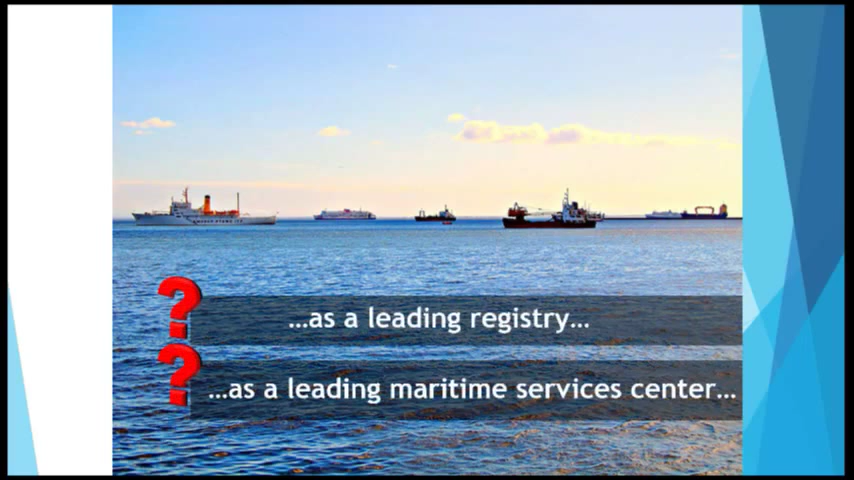 ?
…as a leading registry…
?
…as a leading maritime services center…